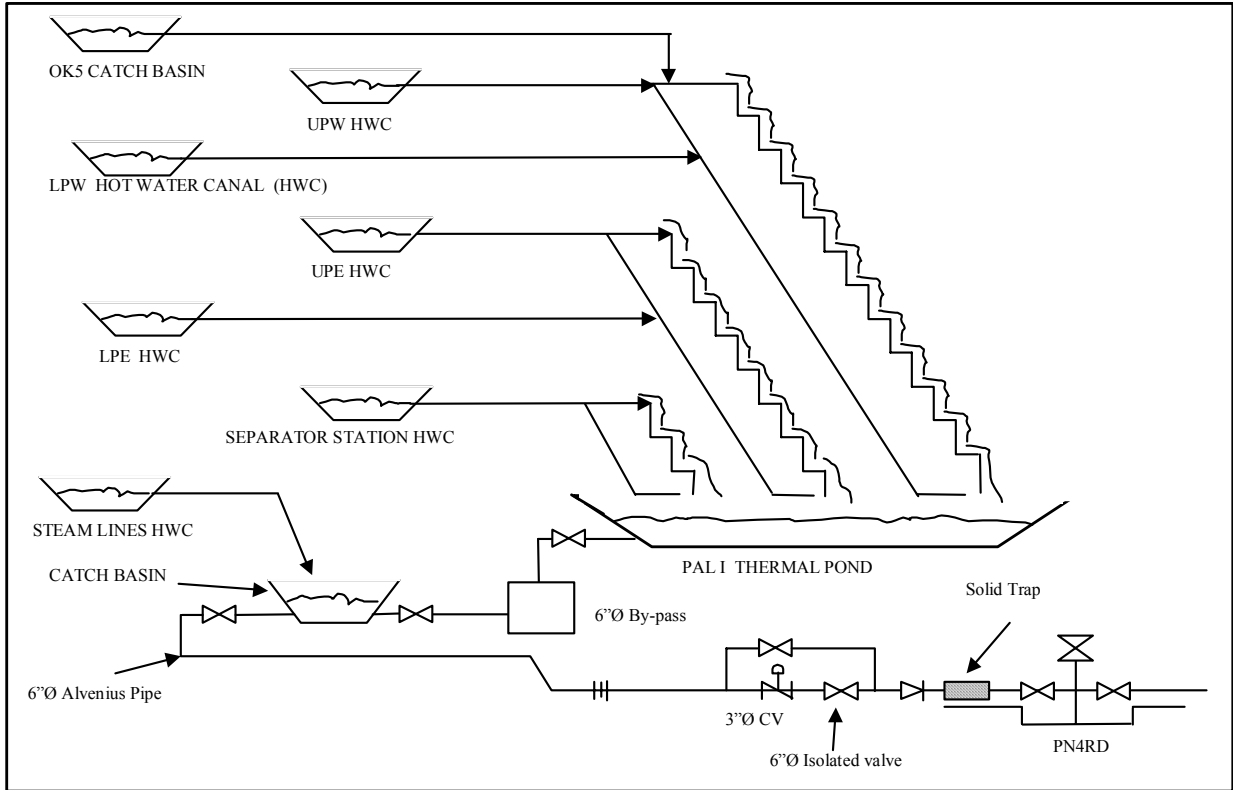 OK5 CATCH BASIN
UPW HWC
LPW  HOT WATER CANAL  (HWC)
UPE HWC
LPE  HWC
SEPARATOR STATION HWC
STEAM LINES HWC
PAL I  THERMAL POND
CATCH BASIN
Solid Trap
6”Ø By-pass
6”Ø Alvenius Pipe
3”Ø CV
PN4RD
6”Ø Isolated valve